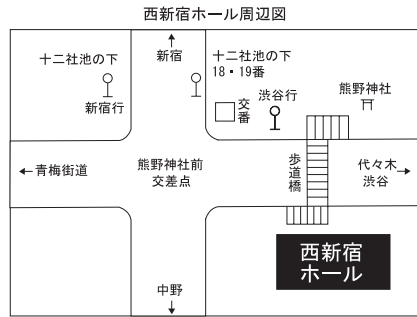 西新宿ホール周辺図
新宿
十二社池の下
新宿行
十二社池の下
18・19番
交番
渋谷行
熊野神社
←青梅街道
熊野神社前
交差点
歩道橋
代々木→
渋谷
西新宿
ホール
中野